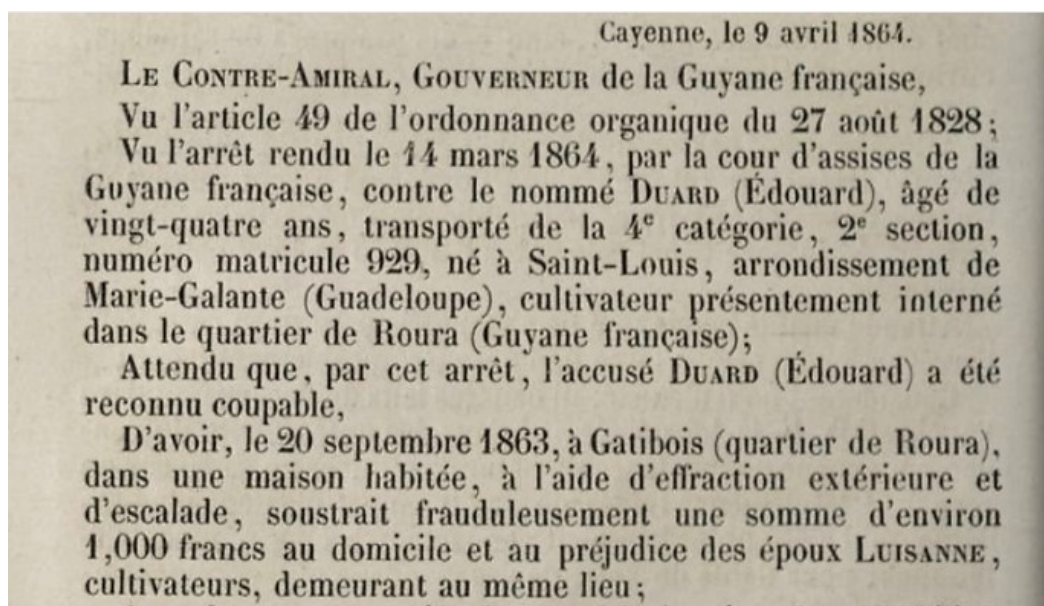 Cayenne, le 9 avril 1864.
LE CONTRE-AMIRAL, GOUVERNEUR de la Guyane française,
Vu l'article 49 de l'ordonnance organique du 27 août 1828;
Vu l'arrêt rendu le 14 mars 1864, par la cour d'assises de la
Guyane française, contre le nommé DUARD (Édouard), âgé de
vingt-quatre ans, transporté de la 4e catégorie, 2e section,
numéro matricule 929, né à Saint-Louis, arrondissement de
Marie-Galante (Guadeloupe), cultivateur présentement interné
dans le quartier de Roura (Guyane française);
Attendu que, par cet arrêt, l'accusé DUARD (Édouard) a été
reconnu coupable,
D'avoir, le 20 septembre 1863, à Gatibois (quartier de Roura),
dans une maison habitée, à l'aide d'effraction extérieure et
d'escalade, soustrait frauduleusement une somme d'environ
1,000 francs au domicile et au préjudice des époux LUISANNE,
cultivateurs, demeurant au même lieu;